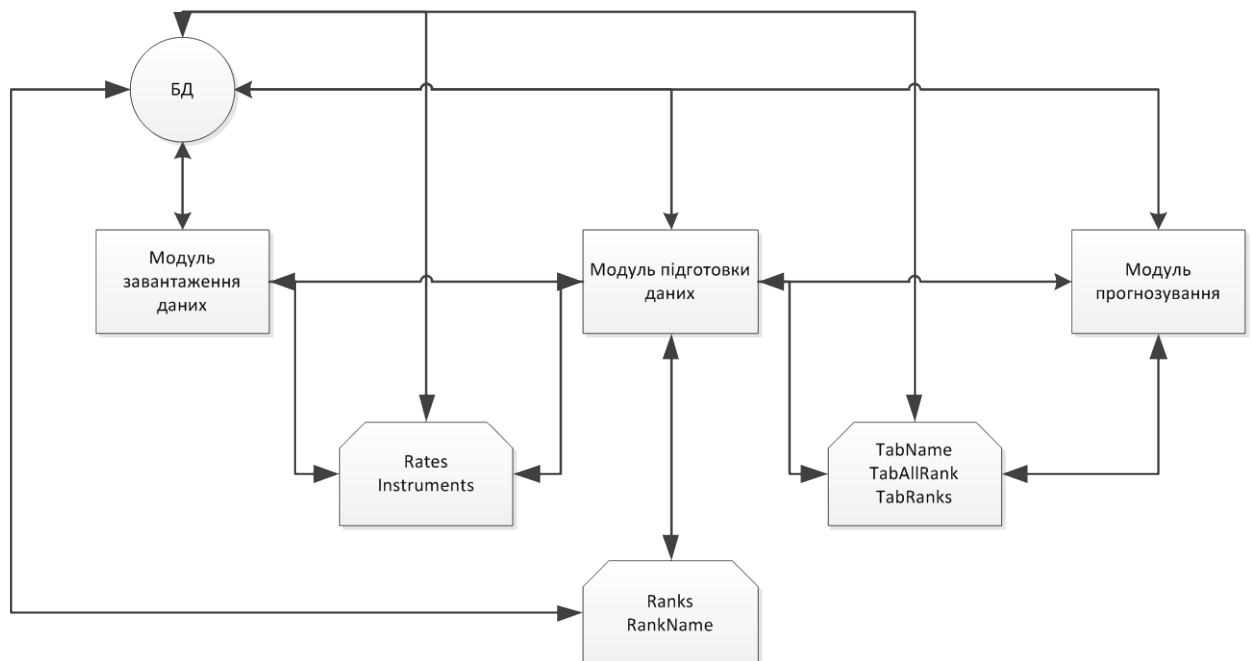 БД
Модуль
завантаження
даних
Модуль підготовки
даних
Модуль
прогнозування
Rates
Instruments
TabName
TabAllRank
TabRanks
Ranks
RankName